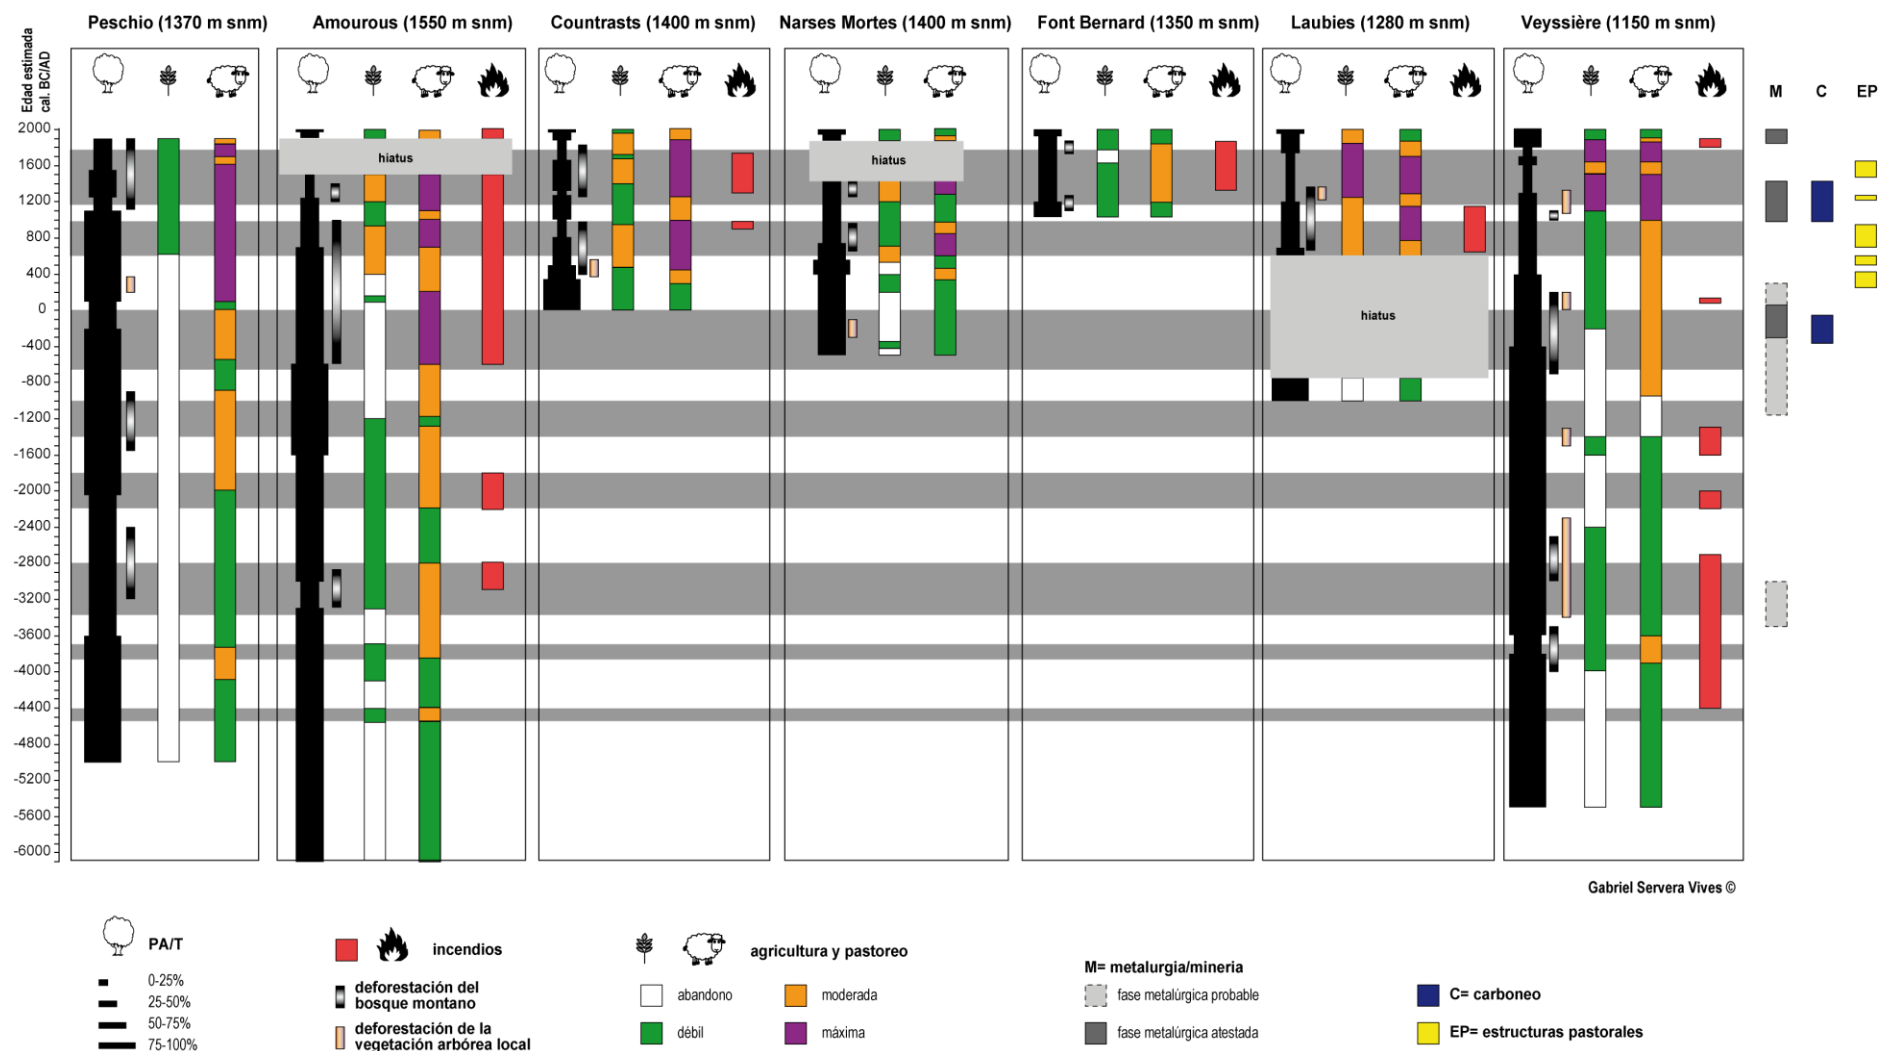 Peschio (1370 m snm) Amourous (1550 m snm) Countrasts (1400 m snm) Narses Mortes (1400 m snm) Font Bernard (1350 m snm) Laubies (1280 m snm) Veyssière (1150 m snm)
Edad estimada
cal. BC/AD
M C EP
2000
1600
1200
800
400
0
-400
-800
-1200
-1600
-2000
-2400
-2800
-3200
-3600
-4000
-4400
-4800
-5200
-5600
-6000
hiatus
hiatus
hiatus
Gabriel Servera Vives ©
PA/T
0-25%
25-50%
50-75%
75-100%
incendios
deforestación del
bosque montano
deforestación de la
vegetación arbórea local
agricultura y pastoreo
abandono
moderada
débil
máxima
M= metalurgia/mineria
fase metalúrgica probable
fase metalúrgica atestada
C= carboneo
EP= estructuras pastorales